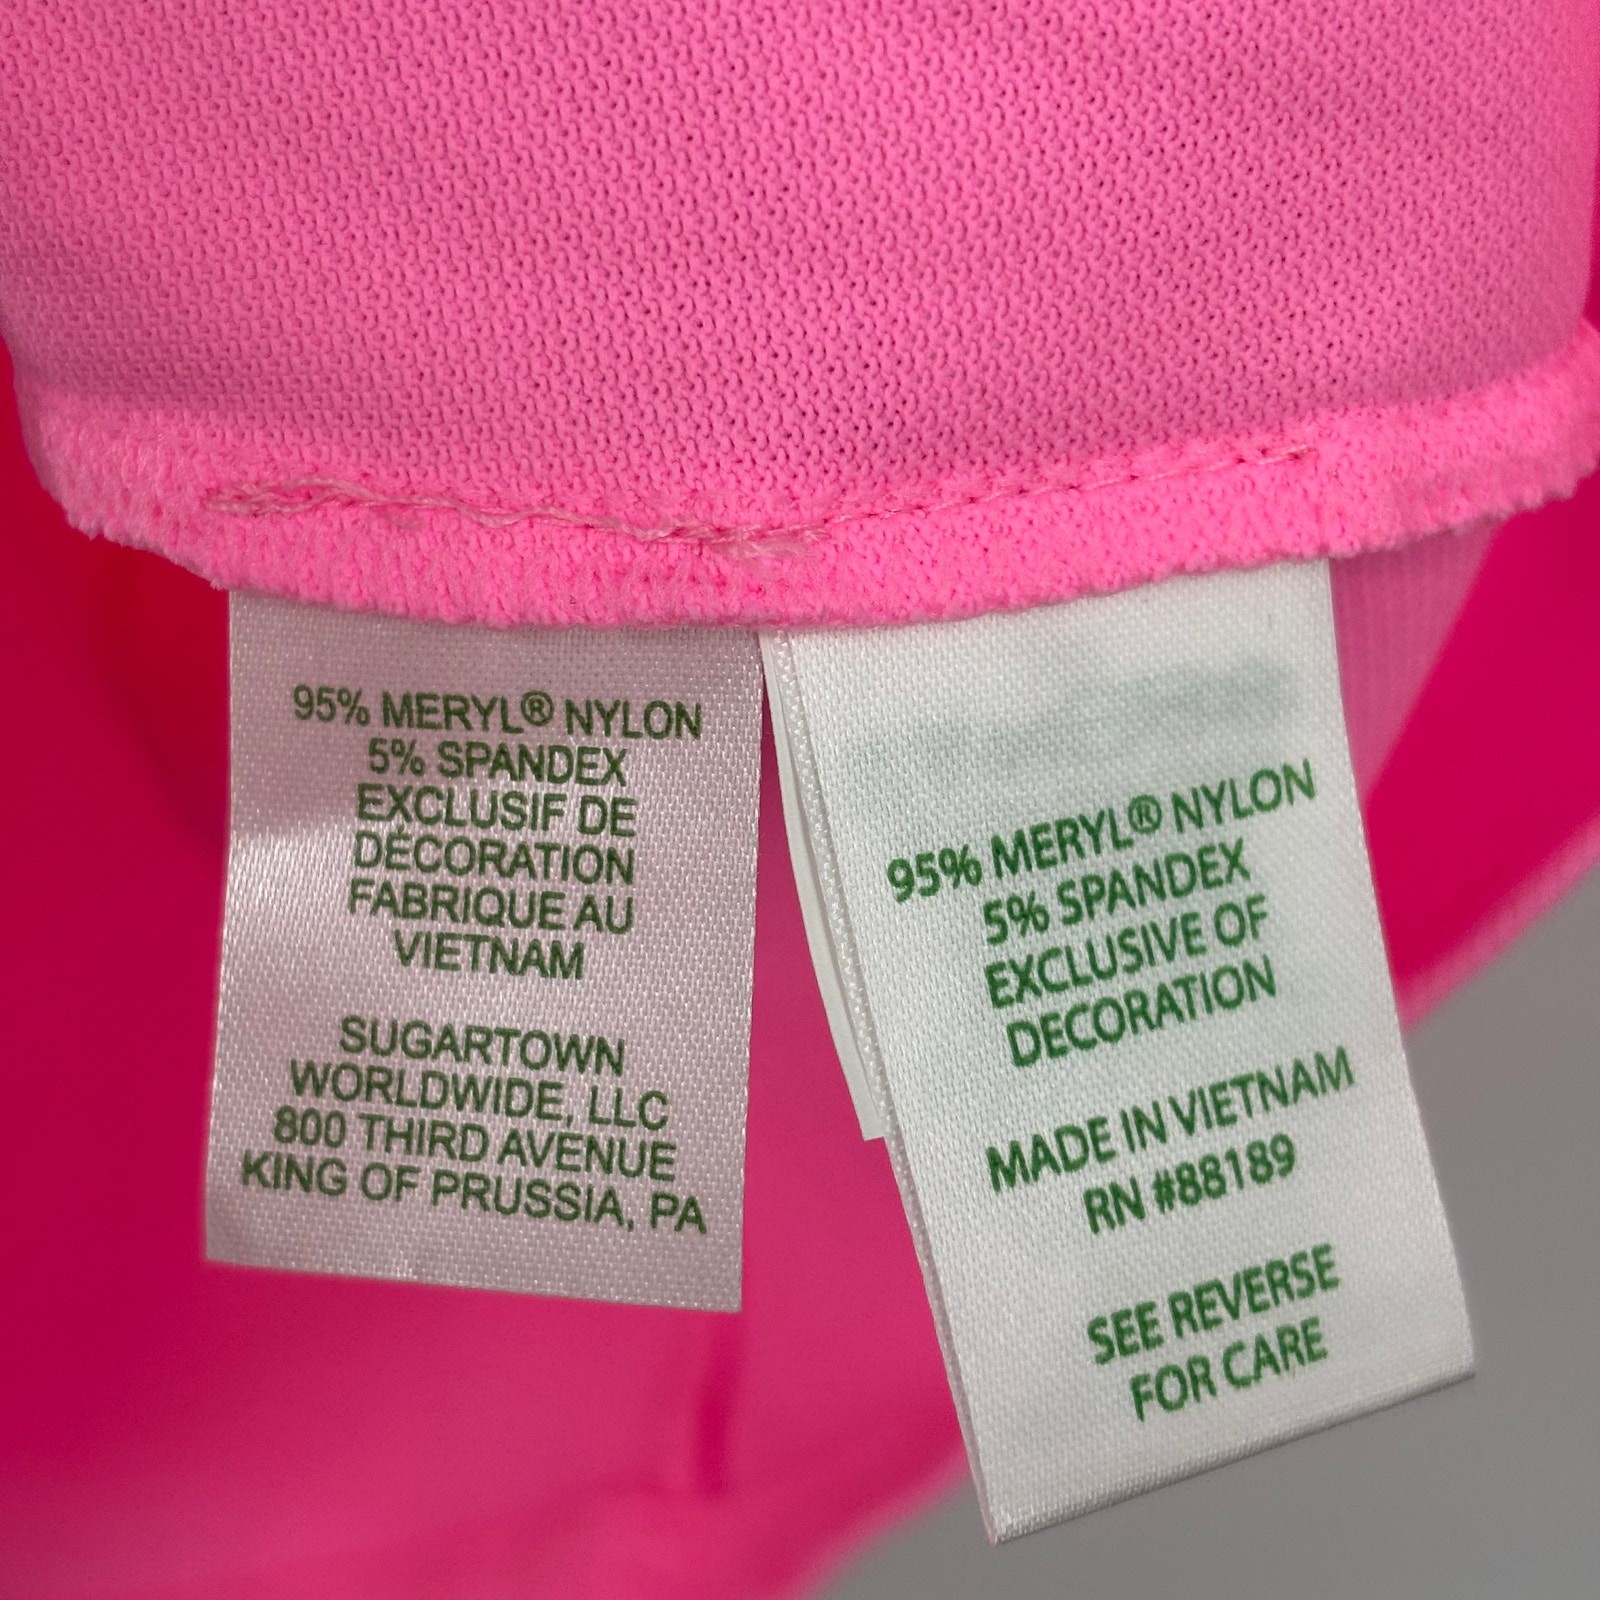 95% MERYL® NYLON
5% SPANDEX
EXCLUSIF DE
DÉCORATION
FABRIQUE AU
VIETNAM
SUGARTOWN
WORLDWIDE, LLC
800 THIRD AVENUE
KING OF PRUSSIA, PA
95% MERYL® NYLON
5% SPANDEX
EXCLUSIVE OF
DECORATION
MADE IN VIETNAM
RN #88189
SEE REVERSE
FOR CARE